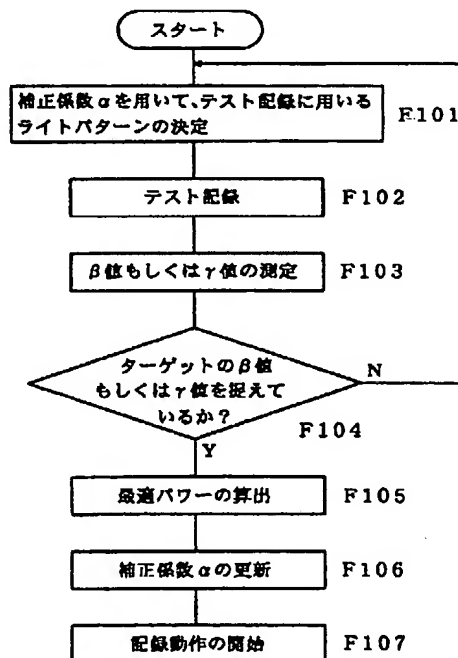 スタート
補正係数αを用いて、テスト記録に用いる
ライトパターンの決定
F101
テスト記録
F102
β値もしくはγ値の測定
F103
ターゲットのβ値
もしくはγ値を捉えて
いるか?
N
F104
Y
最適パワーの算出
F105
補正係数αの更新
F106
記録動作の開始
F107